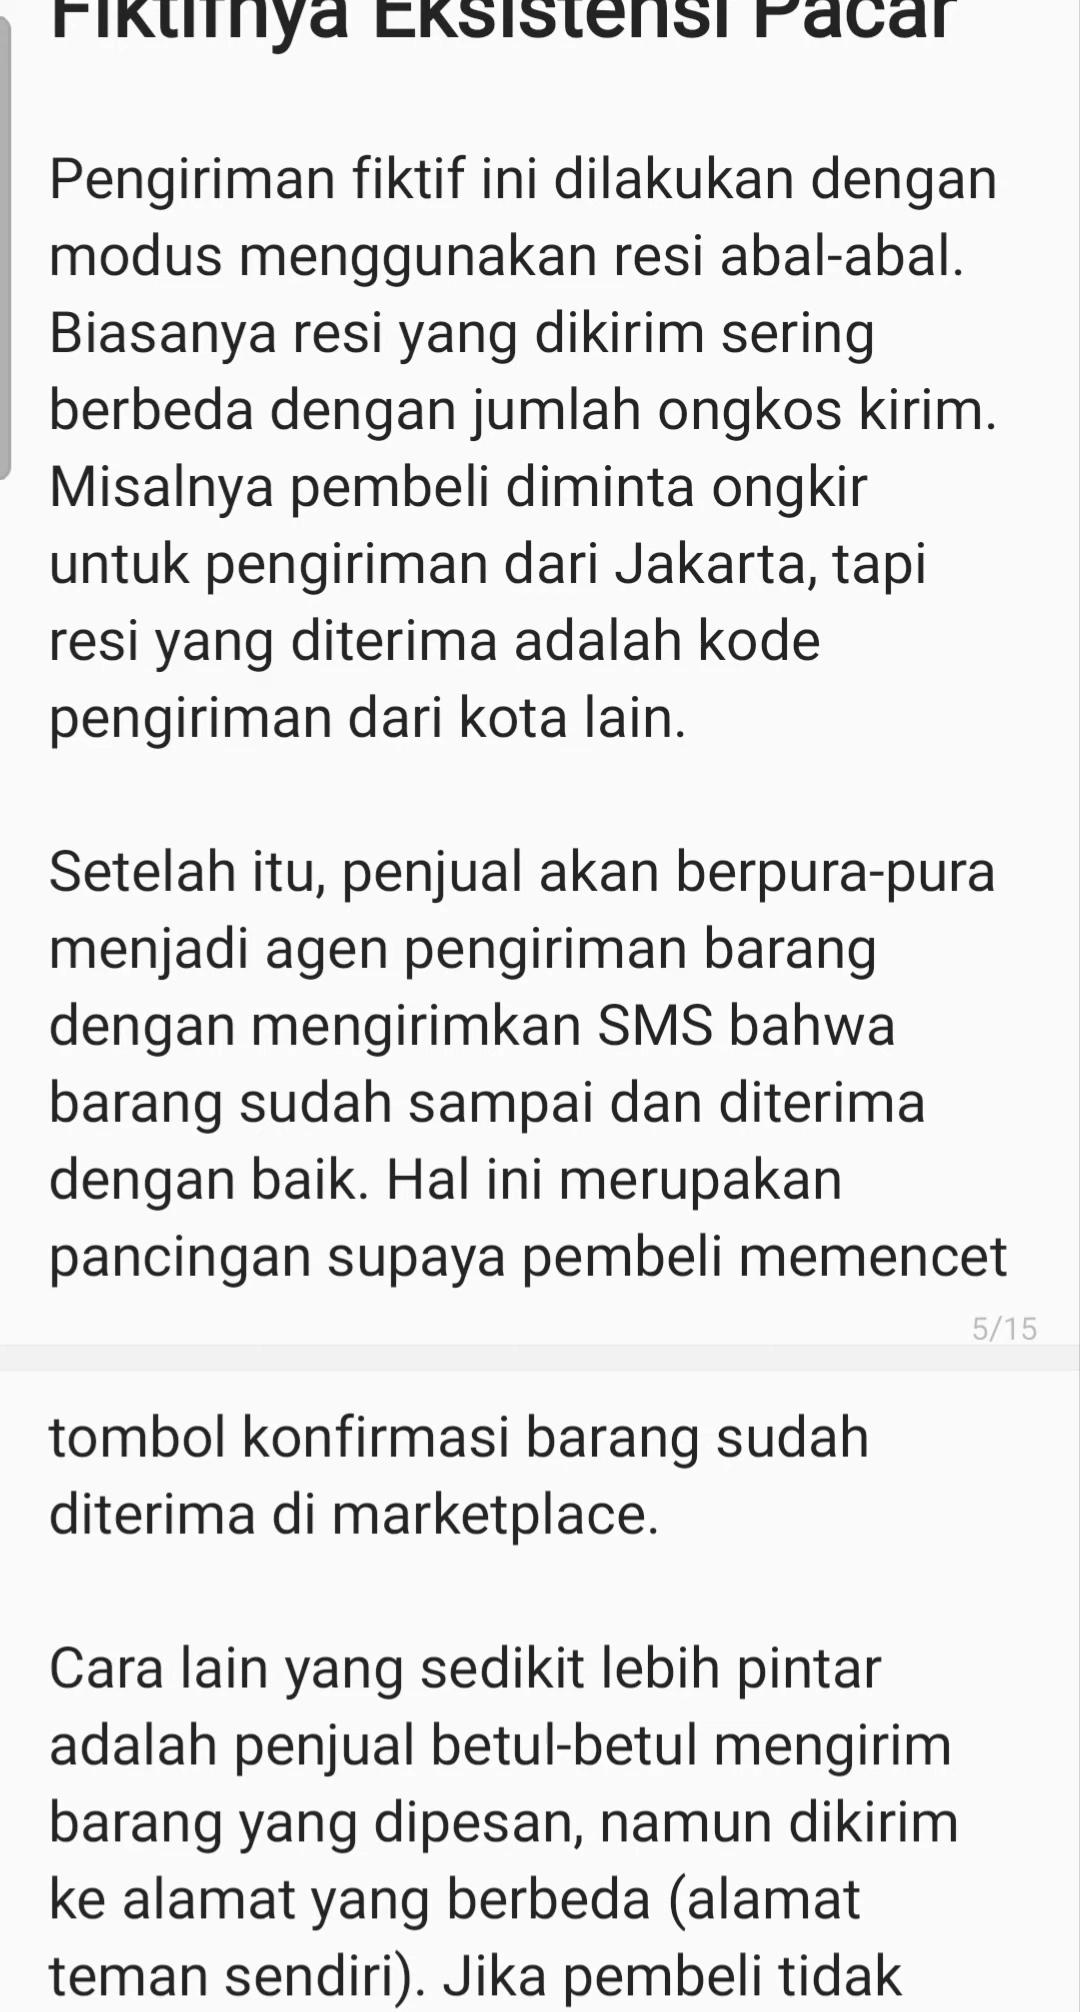 Fiktifnya Eksistensi Pacar
Pengiriman fiktif ini dilakukan dengan
modus menggunakan resi abal-abal.
Biasanya resi yang dikirim sering
berbeda dengan jumlah ongkos kirim.
Misalnya pembeli diminta ongkir
untuk pengiriman dari Jakarta, tapi
resi yang diterima adalah kode
pengiriman dari kota lain.
Setelah itu, penjual akan berpura-pura
menjadi agen pengiriman barang
dengan mengirimkan SMS bahwa
barang sudah sampai dan diterima
dengan baik. Hal ini merupakan
pancingan supaya pembeli memencet
5/15
tombol konfirmasi barang sudah
diterima di marketplace.
Cara lain yang sedikit lebih pintar
adalah penjual betul-betul mengirim
barang yang dipesan, namun dikirim
ke alamat yang berbeda (alamat
teman sendiri). Jika pembeli tidak